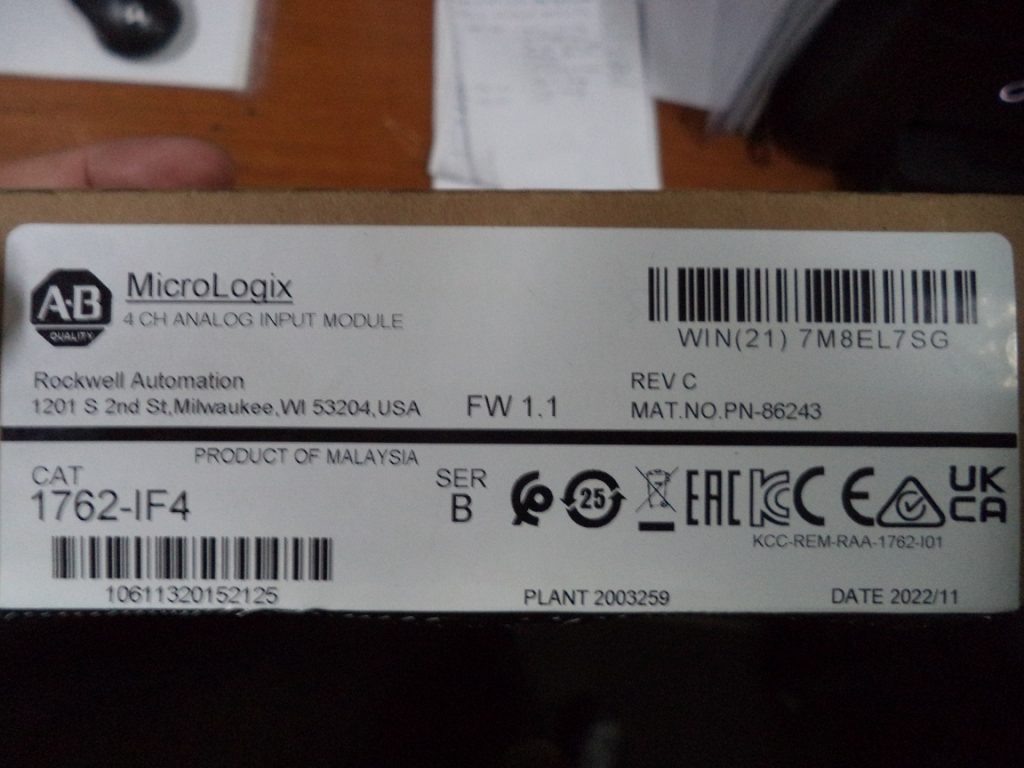 A-B
QUALITY
MicroLogix
4 CH ANALOG INPUT MODULE
WIN(21) 7M8EL7SG
Rockwell Automation
1201 S 2nd St,Milwaukee,WI 53204,USA
FW 1.1
REV C
MAT.NO.PN-86243
PRODUCT OF MALAYSIA
CAT
1762-IF4
SER
B
25
EAC
KC
CE
UK
CA
KCC-REM-RAA-1762-I01
10611320152125
PLANT 2003259
DATE 2022/11